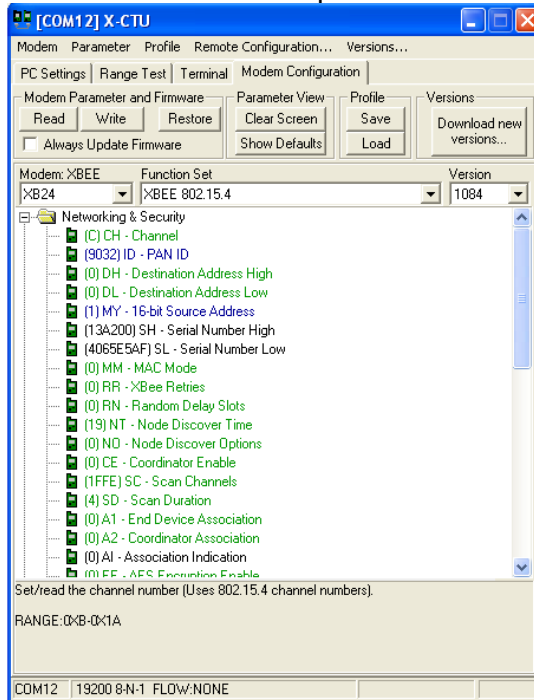 [COM12] X-CTU
Modem Parameter Profile Remote Configuration... Versions...
PC Settings Range Test Terminal Modem Configuration
Modem Parameter and Firmware Parameter View Profile Versions
Read Write Restore Clear Screen Save Download new versions...
Always Update Firmware Show Defaults Load
Modem: XBEE Function Set Version
XB24 XBEE 802.15.4 1084
Networking & Security
(C) CH - Channel
(9032) ID - PAN ID
(0) DH - Destination Address High
(0) DL - Destination Address Low
(1) MY - 16-bit Source Address
(13A200) SH - Serial Number High
(4065E5AF) SL - Serial Number Low
(0) MM - MAC Mode
(0) RR - XBee Retries
(0) RN - Random Delay Slots
(19) NT - Node Discover Time
(0) NO - Node Discover Options
(0) CE - Coordinator Enable
(1FFE) SC - Scan Channels
(4) SD - Scan Duration
(0) A1 - End Device Association
(0) A2 - Coordinator Association
(0) AI - Association Indication
(0) EE - AES Encryption Enable
Set/read the channel number (Uses 802.15.4 channel numbers).
RANGE:0XB-0X1A
COM12 19200 8-N-1 FLOW:NONE